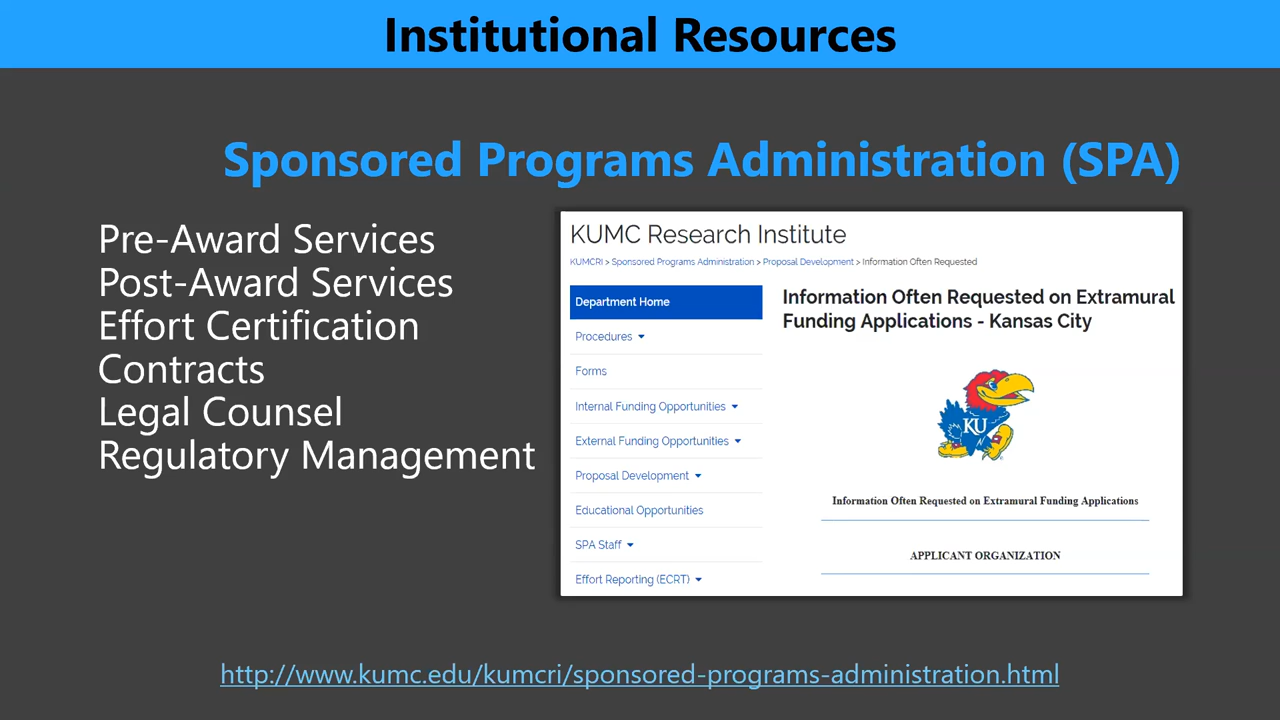 Institutional Resources
Sponsored Programs Administration (SPA)
Pre-Award Services
Post-Award Services
Effort Certification
Contracts
Legal Counsel
Regulatory Management
KUMC Research Institute
KUMCRI > Sponsored Programs Administration > Proposal Development > Information Often Requested
Department Home
Procedures
Forms
Internal Funding Opportunities
External Funding Opportunities
Proposal Development
Educational Opportunities
SPA Staff
Effort Reporting (ECRT)
Information Often Requested on Extramural
Funding Applications - Kansas City
KU
Information Often Requested on Extramural Funding Applications
APPLICANT ORGANIZATION
http://www.kumc.edu/kumcri/sponsored-programs-administration.html